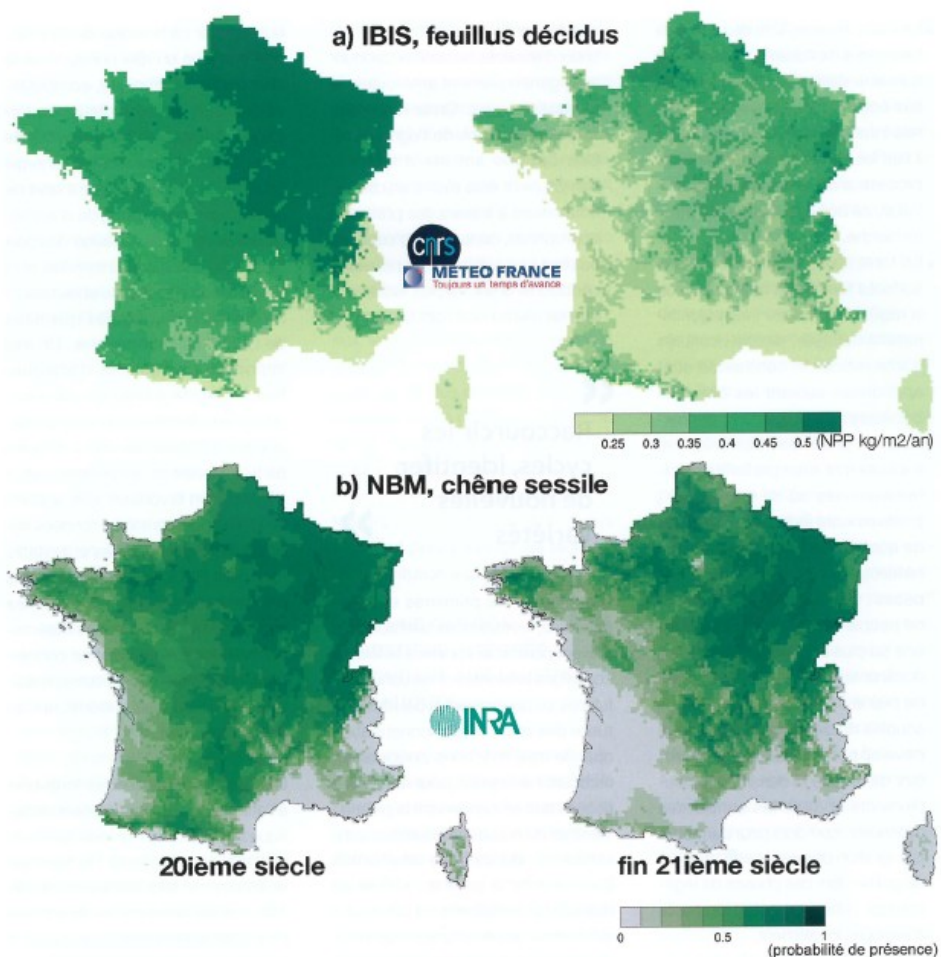 a) IBIS, feuillus décidus
cnrs
METEO FRANCE
Toujours un temps d'avance
0.25 0.3 0.35 0.4 0.45 0.5 (NPP kg/m2/an)
b) NBM, chêne sessile
INRA
20ième siècle
fin 21ième siècle
0 0.5 1
(probabilité de présence)